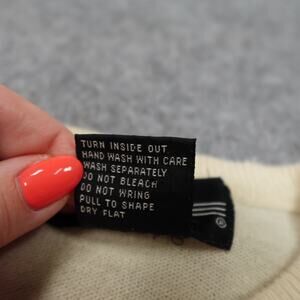 TURN INSIDE OUT
HAND WASH WITH CARE
WASH SEPARATELY
DO NOT BLEACH
DO NOT WRING
PULL TO SHAPE
DRY FLAT
®